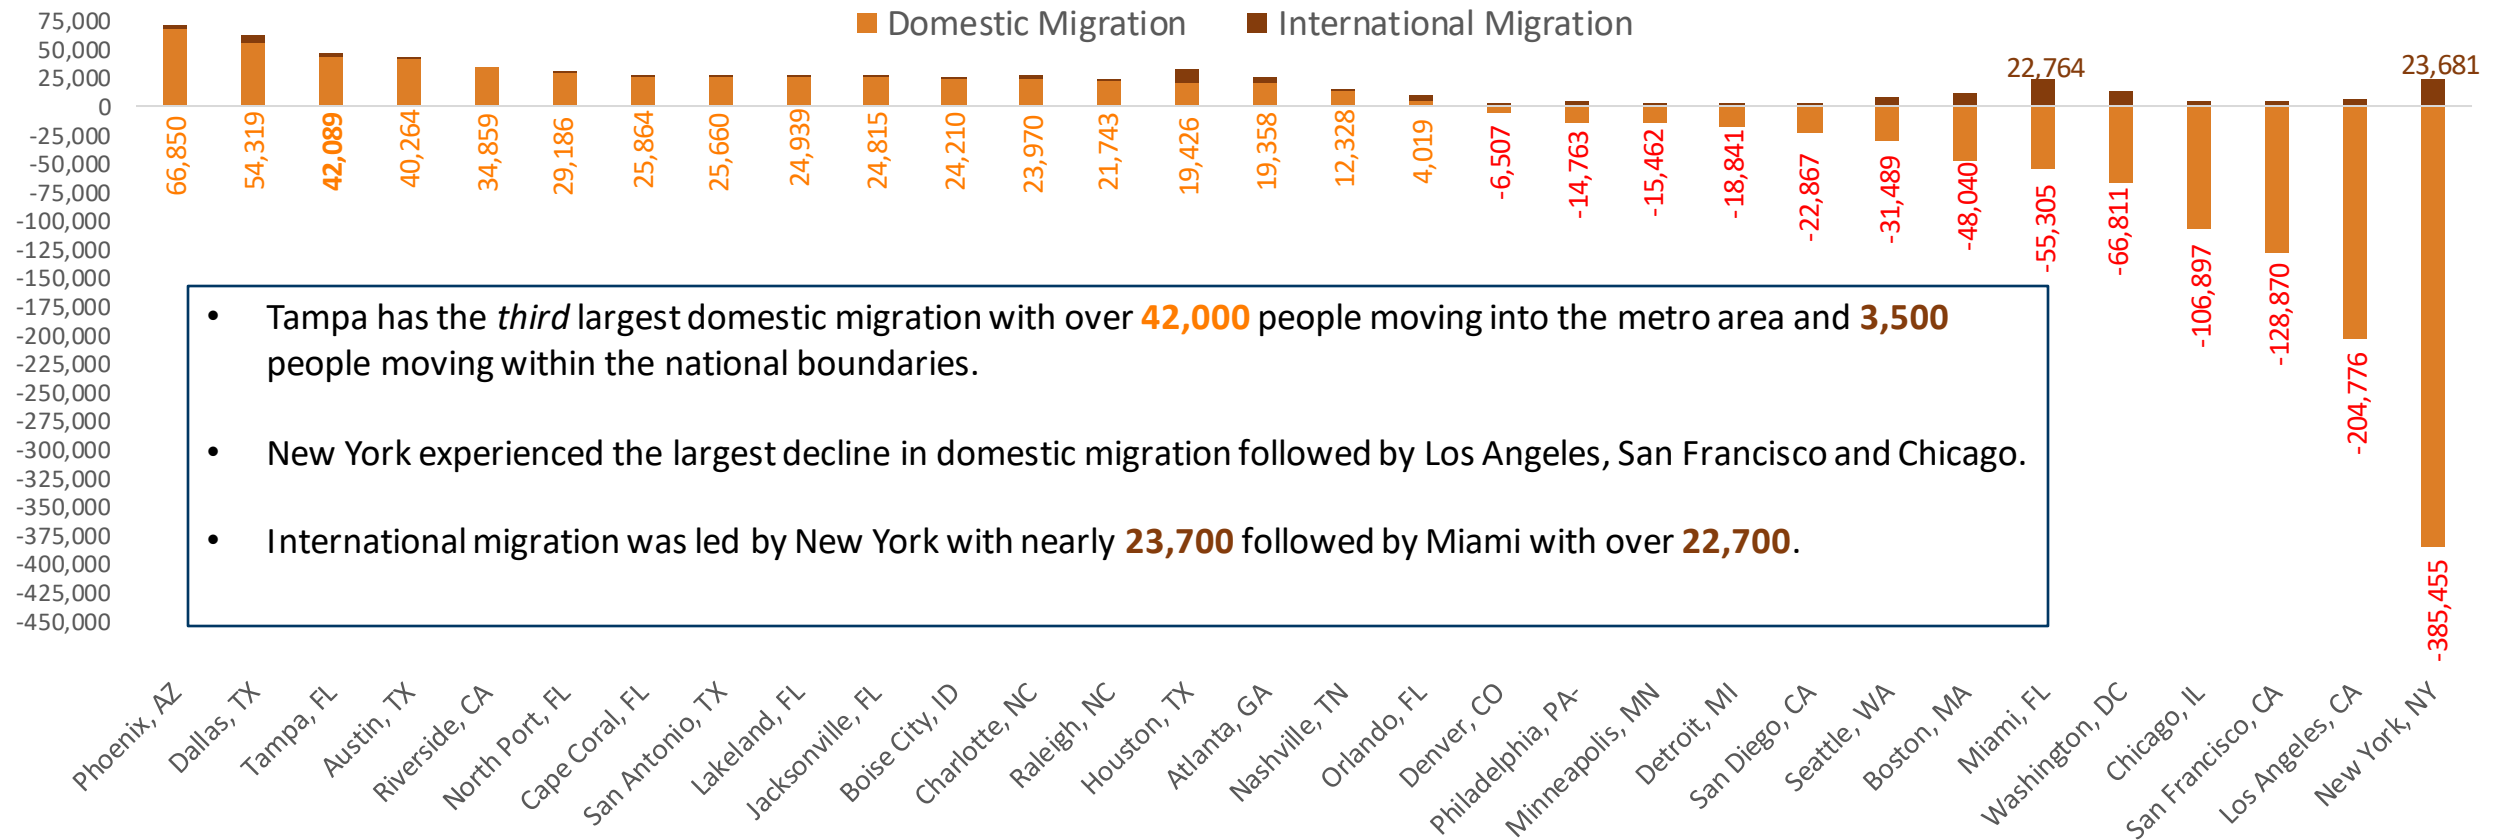 Domestic Migration
International Migration
75,000
50,000
25,000
0
-25,000
-50,000
-75,000
-100,000
-125,000
-150,000
-175,000
-200,000
-225,000
-250,000
-275,000
-300,000
-325,000
-350,000
-375,000
-400,000
-425,000
-450,000
22,764
23,681
66,850
54,319
42,089
40,264
34,859
29,186
25,864
25,660
24,939
24,815
24,210
23,970
21,743
19,426
19,358
12,328
4,019
-6,507
-14,763
-15,462
-18,841
-22,867
-31,489
-48,040
-55,305
-66,811
-106,897
-128,870
-204,776
-385,455
• Tampa has the third largest domestic migration with over 42,000 people moving into the metro area and 3,500
people moving within the national boundaries.
• New York experienced the largest decline in domestic migration followed by Los Angeles, San Francisco and Chicago.
• International migration was led by New York with nearly 23,700 followed by Miami with over 22,700.
Phoenix, AZ
Dallas, TX
Tampa, FL
Austin, TX
Riverside, CA
North Port, FL
Cape Coral, FL
San Antonio, TX
Lakeland, FL
Jacksonville, FL
Boise City, ID
Charlotte, NC
Raleigh, NC
Houston, TX
Atlanta, GA
Nashville, TN
Orlando, FL
Denver, CO
Philadelphia, PA-
Minneapolis, MN
Detroit, MI
San Diego, CA
Seattle, WA
Boston, MA
Miami, FL
Washington, DC
Chicago, IL
San Francisco, CA
Los Angeles, CA
New York, NY